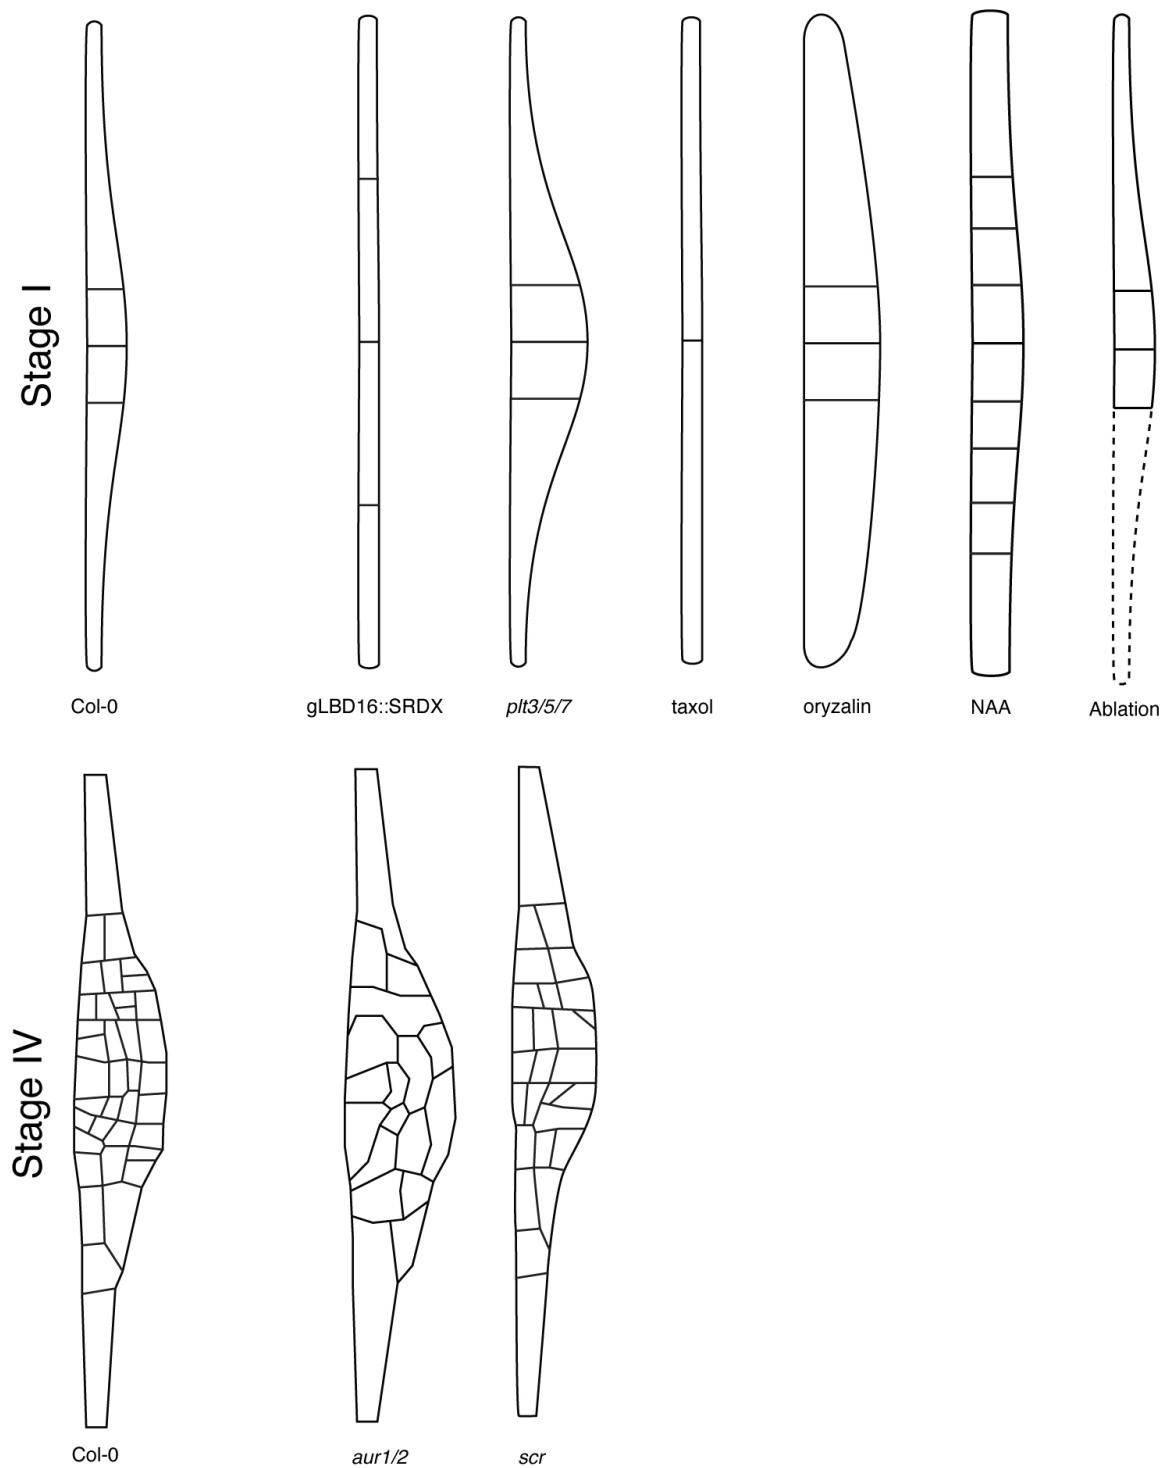 Stage I
Col-0
gLBD16::SRDX
plt3/5/7
taxol
oryzalin
NAA
Ablation
Stage IV
Col-0
aur1/2
scr